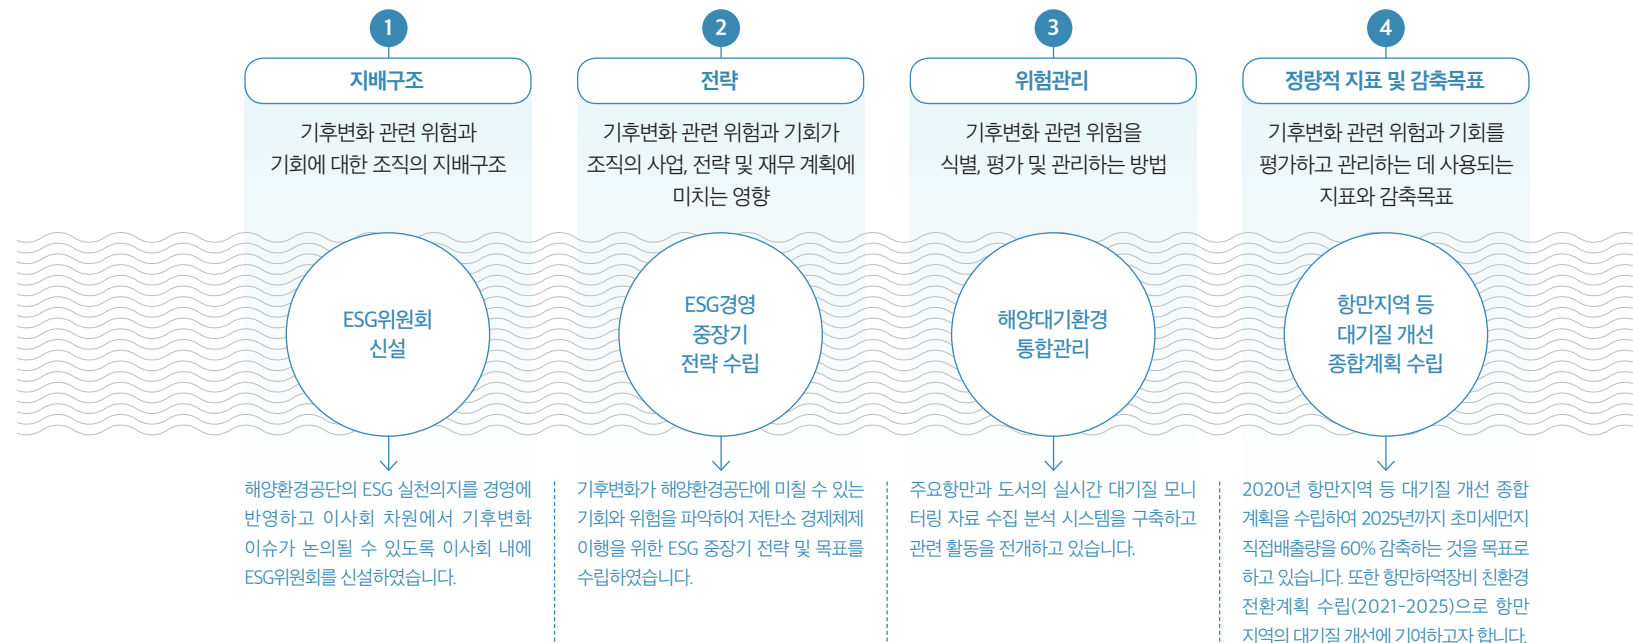 1
지배구조
기후변화 관련 위험과
기회에 대한 조직의 지배구조
ESG위원회
신설
해양환경공단의 ESG 실천의지를 경영에
반영하고 이사회 차원에서 기후변화
이슈가 논의될 수 있도록 이사회 내에
ESG위원회를 신설하였습니다.
2
전략
기후변화 관련 위험과 기회가
조직의 사업, 전략 및 재무 계획에
미치는 영향
ESG경영
중장기
전략 수립
기후변화가 해양환경공단에 미칠 수 있는
기회와 위험을 파악하여 저탄소 경제체제
이행을 위한 ESG 중장기 전략 및 목표를
수립하였습니다.
3
위험관리
기후변화 관련 위험을
식별, 평가 및 관리하는 방법
해양대기환경
통합관리
주요항만과 도서의 실시간 대기질 모니
터링 자료 수집 분석 시스템을 구축하고
관련 활동을 전개하고 있습니다.
4
정량적 지표 및 감축목표
기후변화 관련 위험과 기회를
평가하고 관리하는 데 사용되는
지표와 감축목표
항만지역 등
대기질 개선
종합계획 수립
2020년 항만지역 등 대기질 개선 종합
계획을 수립하여 2025년까지 초미세먼지
직접배출량을 60% 감축하는 것을 목표로
하고 있습니다. 또한 항만하역장비 친환경
전환계획 수립(2021-2025)으로 항만
지역의 대기질 개선에 기여하고자 합니다.